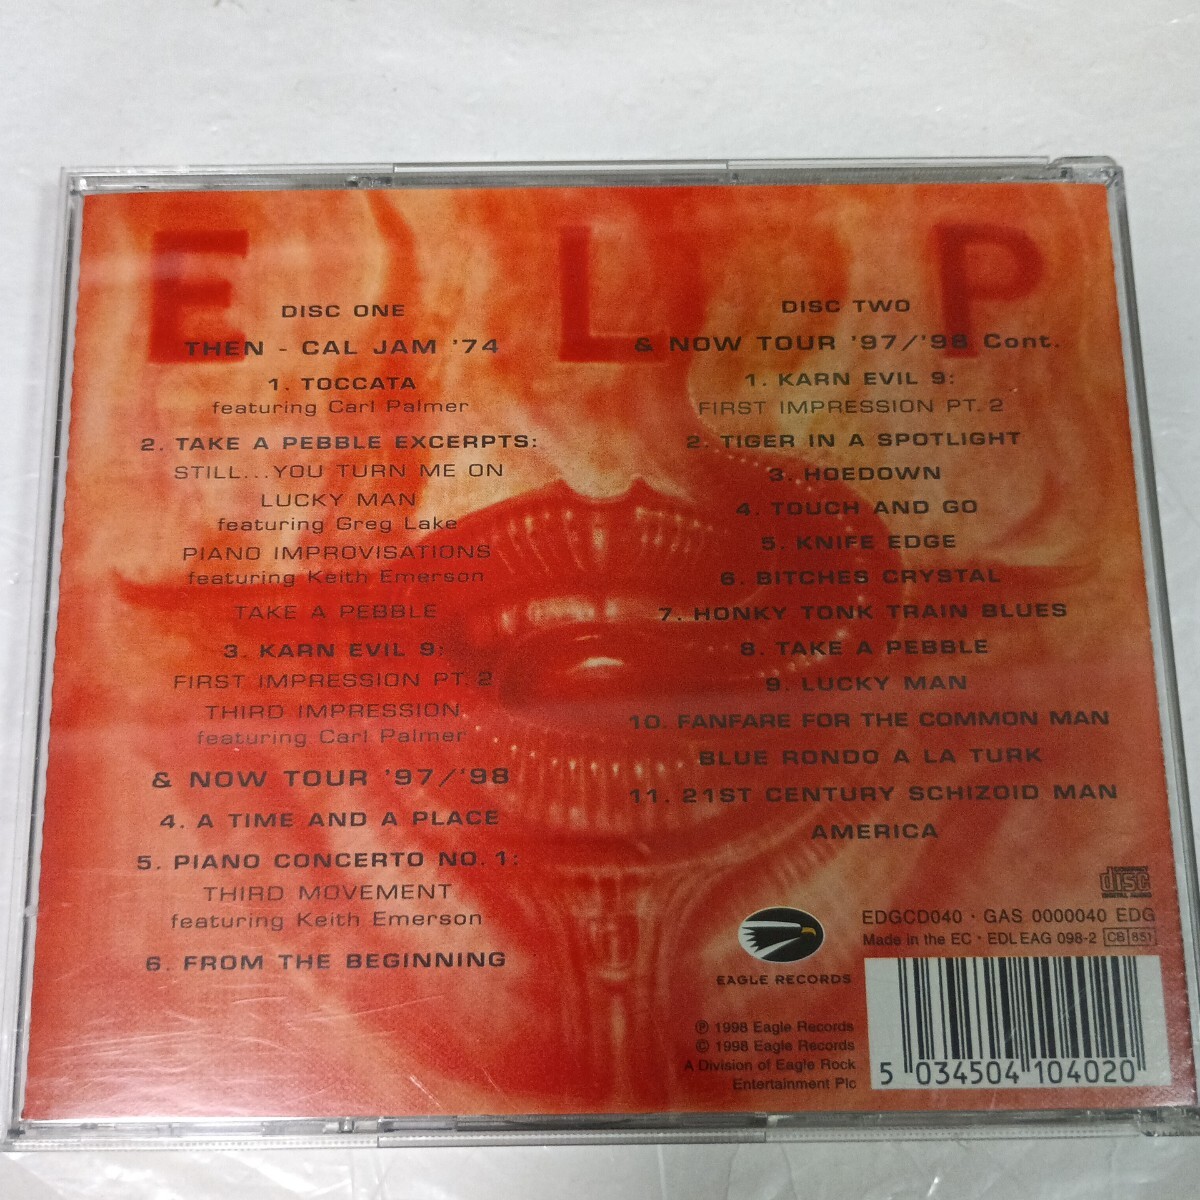 E L P
DISC ONE
THEN - CAL JAM '74
1. TOCCATA
featuring Carl Palmer
2. TAKE A PEBBLE EXCERPTS:
STILL...YOU TURN ME ON
LUCKY MAN
featuring Greg Lake
PIANO IMPROVISATIONS
featuring Keith Emerson
TAKE A PEBBLE
3. KARN EVIL 9:
FIRST IMPRESSION PT. 2
THIRD IMPRESSION
featuring Carl Palmer
& NOW TOUR '97/'98
4. A TIME AND A PLACE
5. PIANO CONCERTO NO. 1:
THIRD MOVEMENT
featuring Keith Emerson
6. FROM THE BEGINNING
DISC TWO
& NOW TOUR '97/'98 Cont.
1. KARN EVIL 9:
FIRST IMPRESSION PT. 2
2. TIGER IN A SPOTLIGHT
3. HOEDOWN
4. TOUCH AND GO
5. KNIFE EDGE
6. BITCHES CRYSTAL
7. HONKY TONK TRAIN BLUES
8. TAKE A PEBBLE
9. LUCKY MAN
10. FANFARE FOR THE COMMON MAN
BLUE RONDO A LA TURK
11. 21ST CENTURY SCHIZOID MAN
AMERICA
COMPACT
disc
DIGITAL AUDIO
EDGCD040 · GAS 0000040 EDG
Made in the EC · EDL EAG 098-2 CB 851
EAGLE RECORDS
℗ 1998 Eagle Records
© 1998 Eagle Records
A Division of Eagle Rock
Entertainment Plc
5 034504 104020